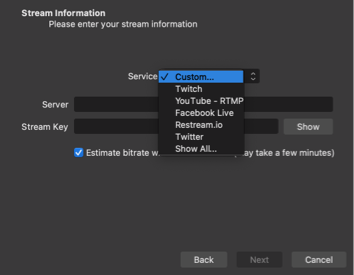 Stream Information
Please enter your stream information
Service ✓ Custom...
Twitch
YouTube - RTMP
Facebook Live
Restream.io
Twitter
Show All...
Server
Stream Key
Show
Estimate bitrate w ay take a few minutes)
Back Next Cancel